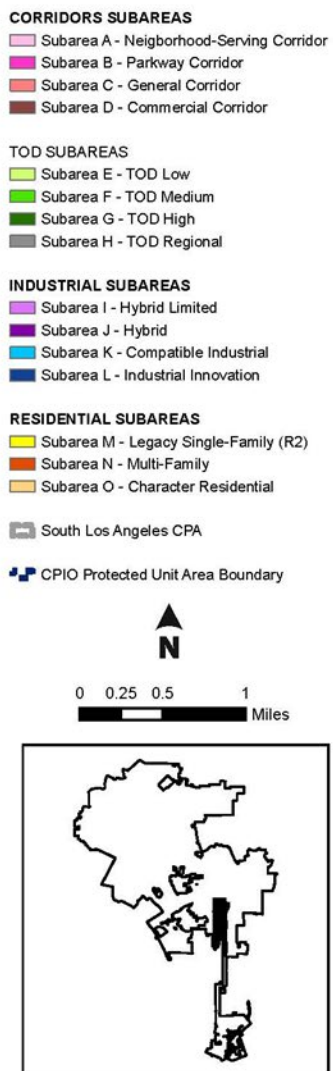 CORRIDORS SUBAREAS
Subarea A - Neigborhood-Serving Corridor
Subarea B - Parkway Corridor
Subarea C - General Corridor
Subarea D - Commercial Corridor
TOD SUBAREAS
Subarea E - TOD Low
Subarea F - TOD Medium
Subarea G - TOD High
Subarea H - TOD Regional
INDUSTRIAL SUBAREAS
Subarea I - Hybrid Limited
Subarea J - Hybrid
Subarea K - Compatible Industrial
Subarea L - Industrial Innovation
RESIDENTIAL SUBAREAS
Subarea M - Legacy Single-Family (R2)
Subarea N - Multi-Family
Subarea O - Character Residential
South Los Angeles CPA
CPIO Protected Unit Area Boundary
N
0 0.25 0.5 1
Miles